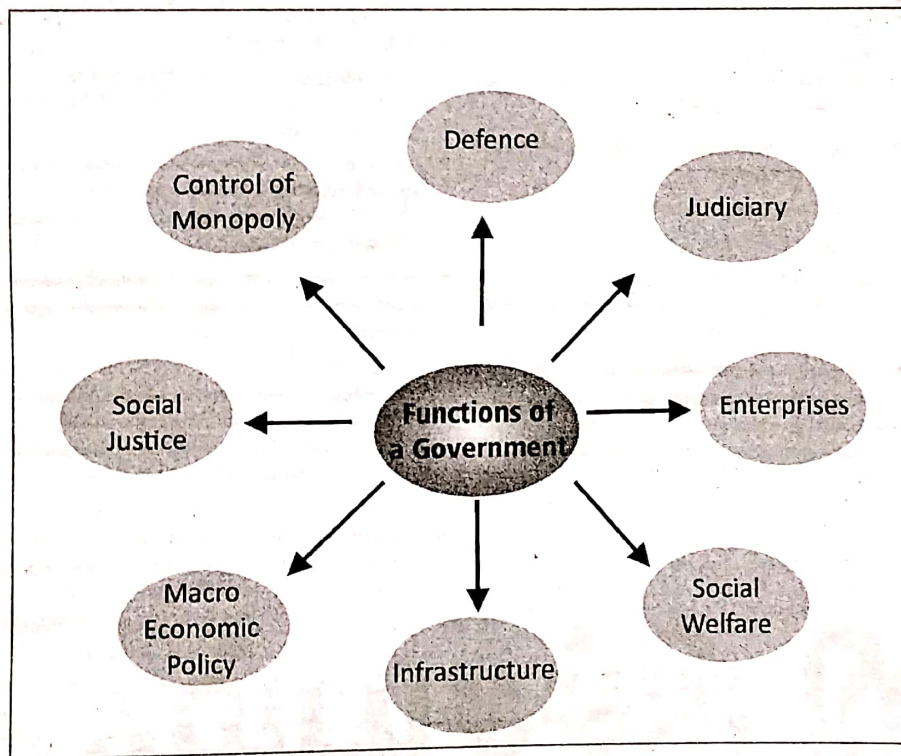 Defence
Control of
Monopoly
Judiciary
Social
Justice
Functions of
a Government
Enterprises
Macro
Economic
Policy
Infrastructure
Social
Welfare